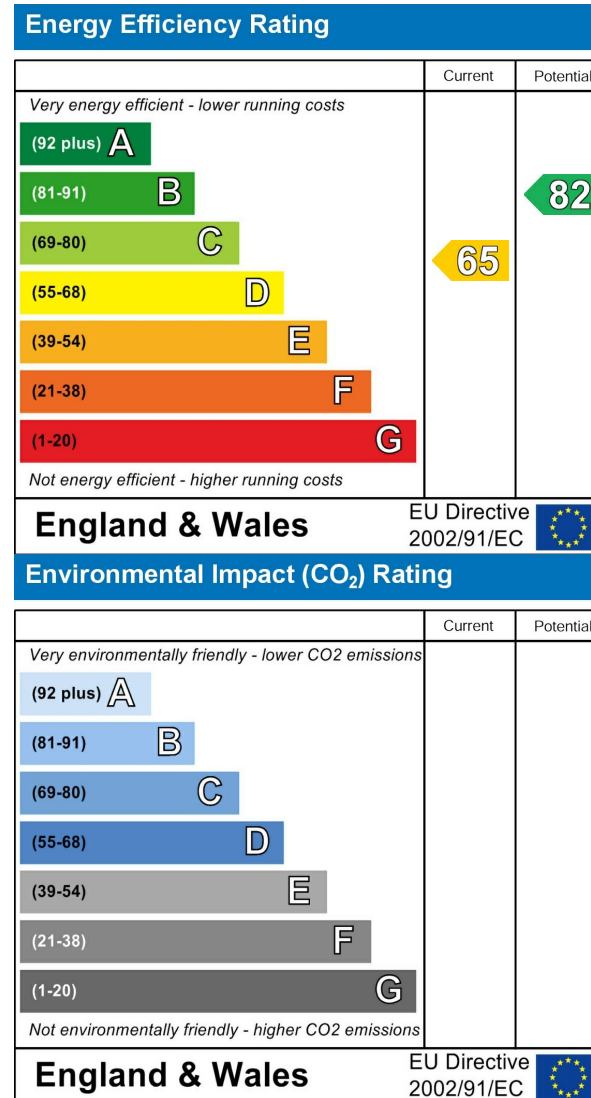 Energy Efficiency Rating
Current Potential
Very energy efficient - lower running costs
(92 plus) A
(81-91) B
82
(69-80) C
65
(55-68) D
(39-54) E
(21-38) F
(1-20) G
Not energy efficient - higher running costs
England & Wales
EU Directive
2002/91/EC
Environmental Impact (CO₂) Rating
Current Potential
Very environmentally friendly - lower CO2 emissions
(92 plus) A
(81-91) B
(69-80) C
(55-68) D
(39-54) E
(21-38) F
(1-20) G
Not environmentally friendly - higher CO2 emissions
England & Wales
EU Directive
2002/91/EC